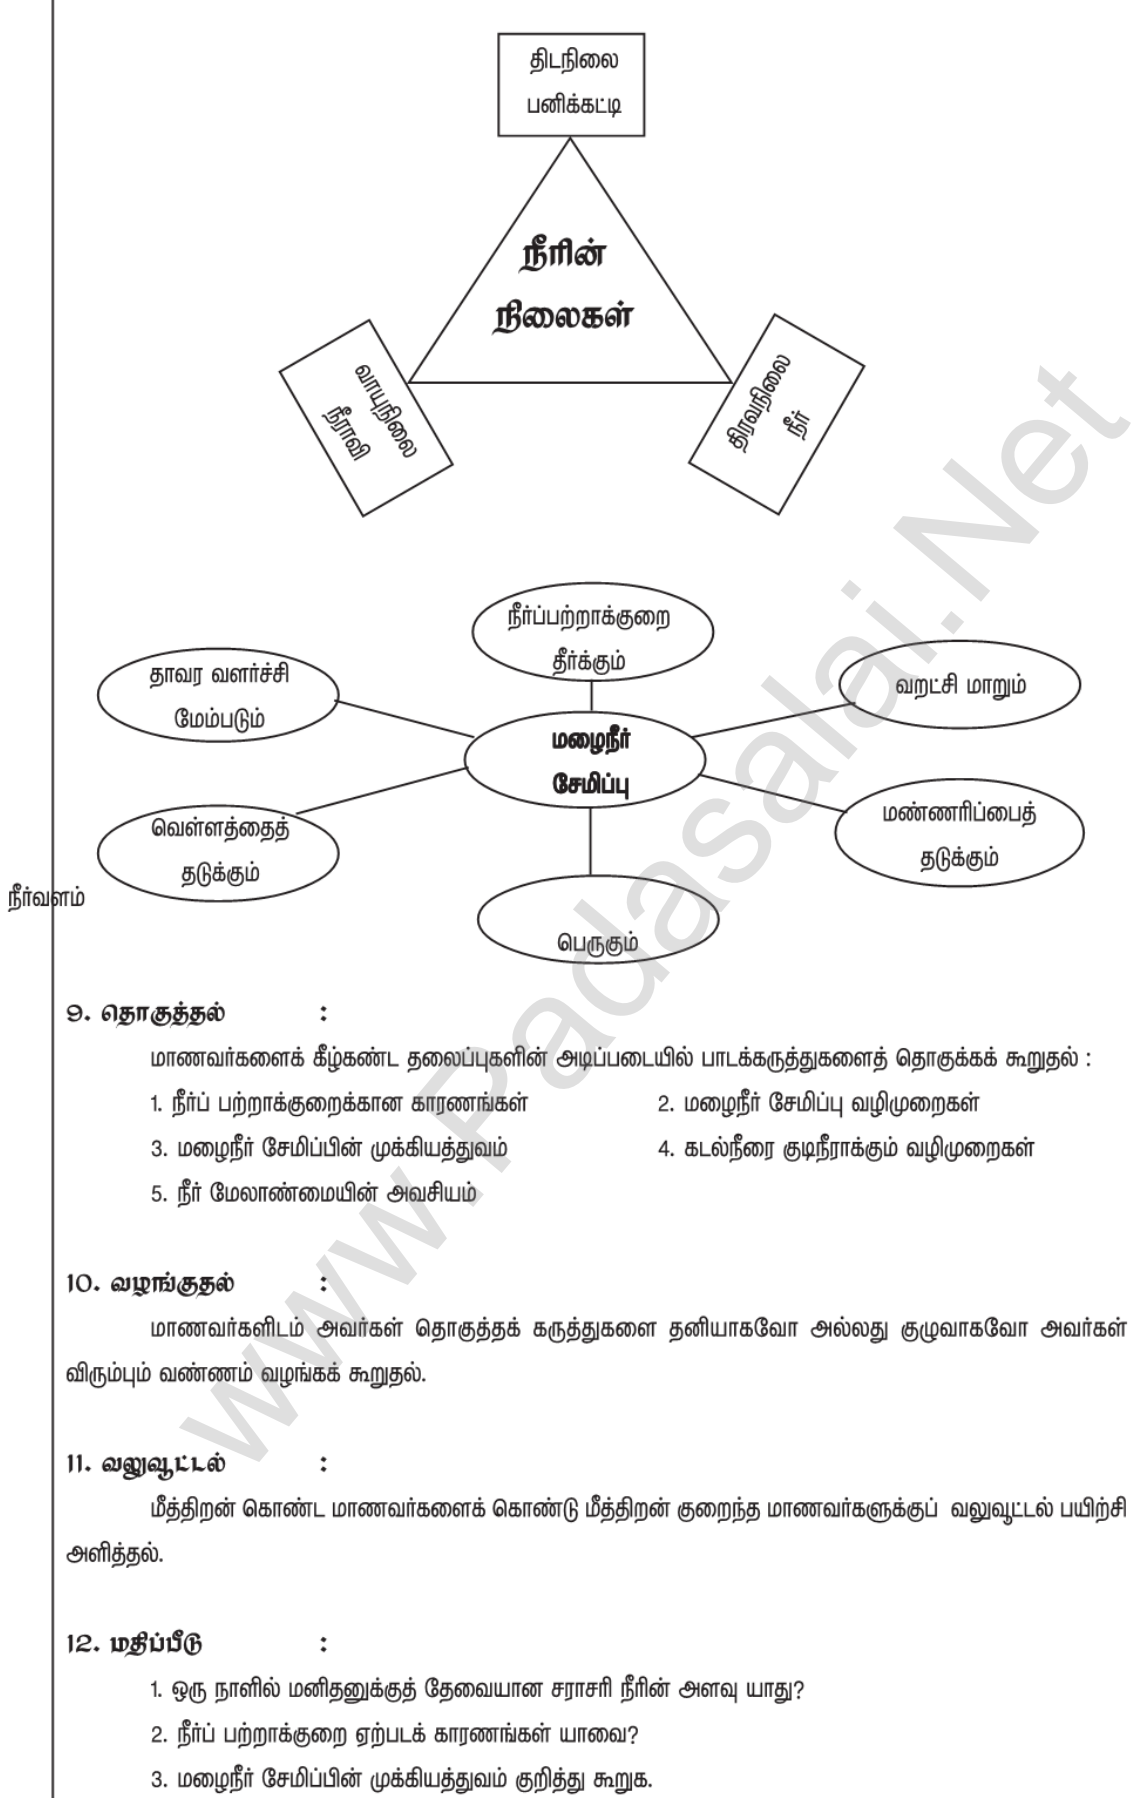 திடநிலை
பனிக்கட்டி
நீரின்
நிலைகள்
வாயுநிலை
நீராவி
திரவநிலை
நீர்
நீர்ப்பற்றாக்குறை
தீர்க்கும்
தாவர வளர்ச்சி
மேம்படும்
வறட்சி மாறும்
மழைநீர்
சேமிப்பு
வெள்ளத்தைத்
தடுக்கும்
மண்ணரிப்பைத்
தடுக்கும்
நீர்வளம்
பெருகும்
9. தொகுத்தல் :
மாணவர்களைக் கீழ்கண்ட தலைப்புகளின் அடிப்படையில் பாடக்கருத்துகளைத் தொகுக்கக் கூறுதல் :
1. நீர்ப் பற்றாக்குறைக்கான காரணங்கள் 2. மழைநீர் சேமிப்பு வழிமுறைகள்
3. மழைநீர் சேமிப்பின் முக்கியத்துவம் 4. கடல்நீரை குடிநீராக்கும் வழிமுறைகள்
5. நீர் மேலாண்மையின் அவசியம்
10. வழங்குதல் :
மாணவர்களிடம் அவர்கள் தொகுத்தக் கருத்துகளை தனியாகவோ அல்லது குழுவாகவோ அவர்கள்
விரும்பும் வண்ணம் வழங்கக் கூறுதல்.
11. வலுவூட்டல் :
மீத்திறன் கொண்ட மாணவர்களைக் கொண்டு மீத்திறன் குறைந்த மாணவர்களுக்குப் வலுவூட்டல் பயிற்சி
அளித்தல்.
12. மதிப்பீடு :
1. ஒரு நாளில் மனிதனுக்குத் தேவையான சராசரி நீரின் அளவு யாது?
2. நீர்ப் பற்றாக்குறை ஏற்படக் காரணங்கள் யாவை?
3. மழைநீர் சேமிப்பின் முக்கியத்துவம் குறித்து கூறுக.
www.Padasalai.Net